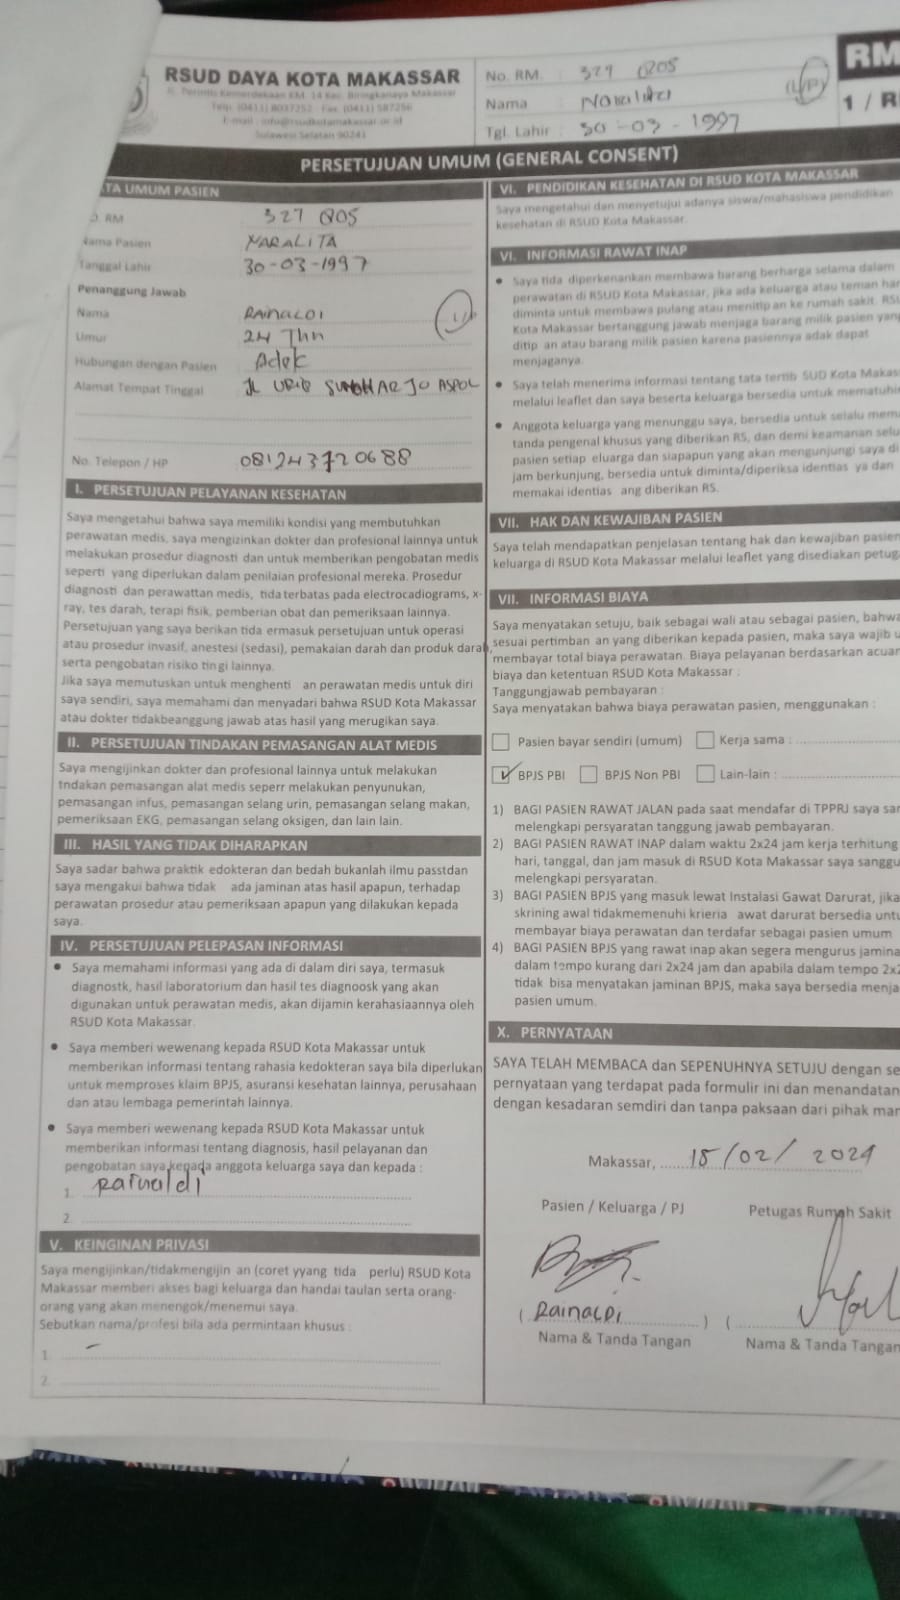 RSUD DAYA KOTA MAKASSAR
Jl. Perintis Kemerdekaan KM. 14 Kec. Biringkanaya Makassar
Telp. (0411) 8037252 - Fax. (0411) 587256
E-mail : info@rsudkotamakassar.or.id
Sulawesi Selatan 90241
No. RM. : 327
Nama :
Tgl. Lahir : 30-03-1997
(L/P)
RM
1 / R
PERSETUJUAN UMUM (GENERAL CONSENT)
TA UMUM PASIEN
RM 327
Nama Pasien NARALITA
Tanggal Lahir 30-03-1997
Penanggung Jawab
Nama RAINALDI
Umur 24 Thn
Hubungan dengan Pasien Adek
Alamat Tempat Tinggal JL URIP ASPOL
No. Telepon / HP 081243720688
I. PERSETUJUAN PELAYANAN KESEHATAN
Saya mengetahui bahwa saya memiliki kondisi yang membutuhkan
perawatan medis, saya mengizinkan dokter dan profesional lainnya untuk
melakukan prosedur diagnosti dan untuk memberikan pengobatan medis
seperti yang diperlukan dalam penilaian profesional mereka. Prosedur
diagnosti dan perawattan medis, tida terbatas pada electrocadiograms, x-
ray, tes darah, terapi fisik, pemberian obat dan pemeriksaan lainnya.
Persetujuan yang saya berikan tida ermasuk persetujuan untuk operasi
atau prosedur invasif, anestesi (sedasi), pemakaian darah dan produk darah,
serta pengobatan risiko tin gi lainnya.
Jika saya memutuskan untuk menghenti an perawatan medis untuk diri
saya sendiri, saya memahami dan menyadari bahwa RSUD Kota Makassar
atau dokter tidakbeanggung jawab atas hasil yang merugikan saya.
II. PERSETUJUAN TINDAKAN PEMASANGAN ALAT MEDIS
Saya mengijinkan dokter dan profesional lainnya untuk melakukan
tndakan pemasangan alat medis seperr melakukan penyunukan,
pemasangan infus, pemasangan selang urin, pemasangan selang makan,
pemeriksaan EKG, pemasangan selang oksigen, dan lain lain.
III. HASIL YANG TIDAK DIHARAPKAN
Saya sadar bahwa praktik edokteran dan bedah bukanlah ilmu passtdan
saya mengakui bahwa tidak ada jaminan atas hasil apapun, terhadap
perawatan prosedur atau pemeriksaan apapun yang dilakukan kepada
saya.
IV. PERSETUJUAN PELEPASAN INFORMASI
• Saya memahami informasi yang ada di dalam diri saya, termasuk
diagnostk, hasil laboratorium dan hasil tes diagnoosk yang akan
digunakan untuk perawatan medis, akan dijamin kerahasiaannya oleh
RSUD Kota Makassar.
• Saya memberi wewenang kepada RSUD Kota Makassar untuk
memberikan informasi tentang rahasia kedokteran saya bila diperlukan
untuk memproses klaim BPJS, asuransi kesehatan lainnya, perusahaan
dan atau lembaga pemerintah lainnya.
• Saya memberi wewenang kepada RSUD Kota Makassar untuk
memberikan informasi tentang diagnosis, hasil pelayanan dan
pengobatan saya kepada anggota keluarga saya dan kepada :
1. Rainaldi
2.
V. KEINGINAN PRIVASI
Saya mengijinkan/tidakmengijin an (coret yyang tida perlu) RSUD Kota
Makassar memberi akses bagi keluarga dan handai taulan serta orang-
orang yang akan menengok/menemui saya.
Sebutkan nama/profesi bila ada permintaan khusus :
1. -
2.
VI. PENDIDIKAN KESEHATAN DI RSUD KOTA MAKASSAR
Saya mengetahui dan menyetujui adanya siswa/mahasiswa pendidikan
kesehatan di RSUD Kota Makassar.
VI. INFORMASI RAWAT INAP
• Saya tida diperkenankan membawa barang berharga selama dalam
perawatan di RSUD Kota Makassar, jika ada keluarga atau teman har
diminta untuk membawa pulang atau menitip an ke rumah sakit. RSU
Kota Makassar bertanggung jawab menjaga barang milik pasien yang
ditip an atau barang milik pasien karena pasiennya adak dapat
menjaganya.
• Saya telah menerima informasi tentang tata tertib SUD Kota Makas
melalui leaflet dan saya beserta keluarga bersedia untuk mematuhi
• Anggota keluarga yang menunggu saya, bersedia untuk selalu mem
tanda pengenal khusus yang diberikan RS, dan demi keamanan selu
pasien setiap eluarga dan siapapun yang akan mengunjungi saya di
jam berkunjung, bersedia untuk diminta/diperiksa identias ya dan
memakai identias ang diberikan RS.
VII. HAK DAN KEWAJIBAN PASIEN
Saya telah mendapatkan penjelasan tentang hak dan kewajiban pasien
keluarga di RSUD Kota Makassar melalui leaflet yang disediakan petuga
VII. INFORMASI BIAYA
Saya menyatakan setuju, baik sebagai wali atau sebagai pasien, bahwa
sesuai pertimban an yang diberikan kepada pasien, maka saya wajib u
membayar total biaya perawatan. Biaya pelayanan berdasarkan acuan
biaya dan ketentuan RSUD Kota Makassar :
Tanggungjawab pembayaran :
Saya menyatakan bahwa biaya perawatan pasien, menggunakan :
Pasien bayar sendiri (umum) Kerja sama :
✓ BPJS PBI BPJS Non PBI Lain-lain :
1) BAGI PASIEN RAWAT JALAN pada saat mendafar di TPPRJ saya san
melengkapi persyaratan tanggung jawab pembayaran.
2) BAGI PASIEN RAWAT INAP dalam waktu 2x24 jam kerja terhitung
hari, tanggal, dan jam masuk di RSUD Kota Makassar saya sanggu
melengkapi persyaratan.
3) BAGI PASIEN BPJS yang masuk lewat Instalasi Gawat Darurat, jika
skrining awal tidakmemenuhi krieria awat darurat bersedia untu
membayar biaya perawatan dan terdafar sebagai pasien umum
4) BAGI PASIEN BPJS yang rawat inap akan segera mengurus jamina
dalam tempo kurang dari 2x24 jam dan apabila dalam tempo 2x2
tidak bisa menyatakan jaminan BPJS, maka saya bersedia menja
pasien umum.
X. PERNYATAAN
SAYA TELAH MEMBACA dan SEPENUHNYA SETUJU dengan se
pernyataan yang terdapat pada formulir ini dan menandatan
dengan kesadaran semdiri dan tanpa paksaan dari pihak man
Makassar, 15/02/2024
Pasien / Keluarga / PJ Petugas Rumah Sakit
( RAINALDI ) (
Nama & Tanda Tangan Nama & Tanda Tangan